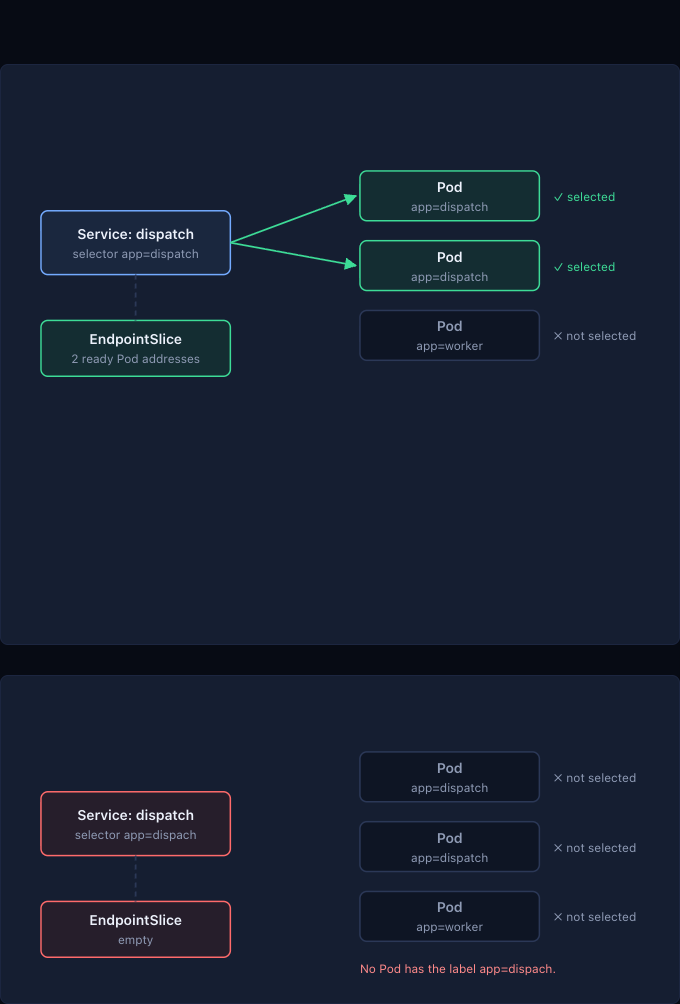 Pod
app=dispatch
✓ selected
Service: dispatch
selector app=dispatch
Pod
app=dispatch
✓ selected
EndpointSlice
2 ready Pod addresses
Pod
app=worker
✕ not selected
Pod
app=dispatch
✕ not selected
Service: dispatch
selector app=dispach
Pod
app=dispatch
✕ not selected
EndpointSlice
empty
Pod
app=worker
✕ not selected
No Pod has the label app=dispach.